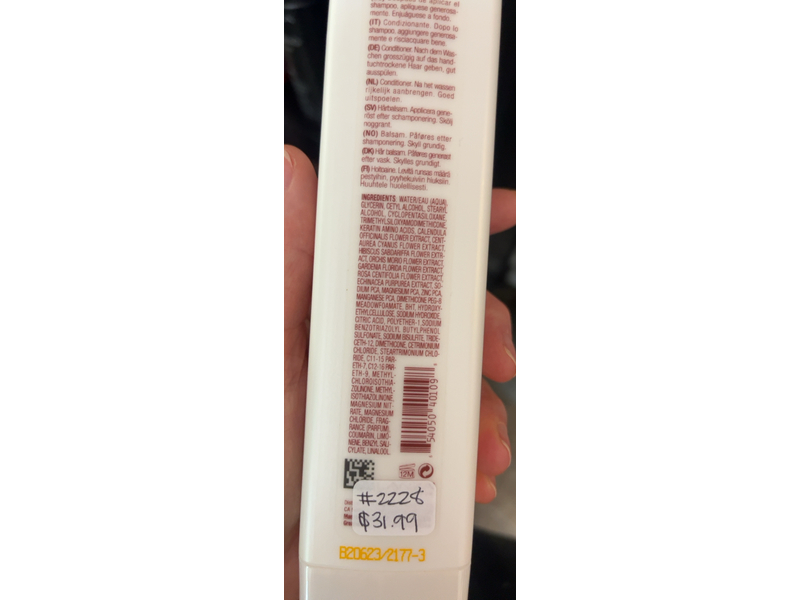 shampoo, aplíquese generosa-
mente. Enjuáguese a fondo.
(IT) Condizionante. Dopo lo
shampoo, aggiungere generosa-
mente e risciacquare bene.
(DE) Conditioner. Nach dem Wa-
chen grosszügig auf das hand-
tuchtrockene Haar geben, gut
ausspülen.
(NL) Conditioner. Na het wassen
rijkelijk aanbrengen. Goed
uitspoelen.
(SV) Hårbalsam. Applicera gene-
röst efter schamponering. Skölj
noggrant.
(NO) Balsam. Påføres etter
shamponering. Skyll grundig.
(DK) Hår balsam. Påføres generøst
efter vask. Skylles grundigt.
(FI) Hoitoaine. Levitä runsas määrä
pestyihin, pyyhekuiviin hiuksiin.
Huuhtele huolellisesti.
INGREDIENTS: WATER/EAU (AQUA),
GLYCERIN, CETYL ALCOHOL, STEARYL
ALCOHOL, CYCLOPENTASILOXANE,
TRIMETHYLSILOXYAMODIMETHICONE,
KERATIN AMINO ACIDS, CALENDULA
OFFICINALIS FLOWER EXTRACT, CENT-
AUREA CYANUS FLOWER EXTRACT,
HIBISCUS SABDARIFFA FLOWER EXTR-
ACT, ORCHIS MORIO FLOWER EXTRACT,
GARDENIA FLORIDA FLOWER EXTRACT,
ROSA CENTIFOLIA FLOWER EXTRACT,
ECHINACEA PURPUREA EXTRACT, SO-
DIUM PCA, MAGNESIUM PCA, ZINC PCA,
MANGANESE PCA, DIMETHICONE PEG-8
MEADOWFOAMATE, BHT, HYDROXY-
ETHYLCELLULOSE, SODIUM HYDROXIDE,
CITRIC ACID, POLYETHER-1, SODIUM
BENZOTRIAZOLYL BUTYLPHENOL
SULFONATE, SODIUM BISULFITE, TRIDE-
CETH-12, DIMETHICONE, CETRIMONIUM
CHLORIDE, STEARTRIMONIUM CHLO-
RIDE, C11-15 PAR-
ETH-7, C12-16 PAR-
ETH-9, METHYL-
CHLOROISOTHIA-
ZOLINONE, METHYL-
ISOTHIAZOLINONE,
MAGNESIUM NIT-
RATE, MAGNESIUM
CHLORIDE, FRAG-
RANCE (PARFUM),
COUMARIN, LIMO-
NENE, BENZYL SALI-
CYLATE, LINALOOL.
54050 40109
12M
#2228
$31.99
B20623/2177-3